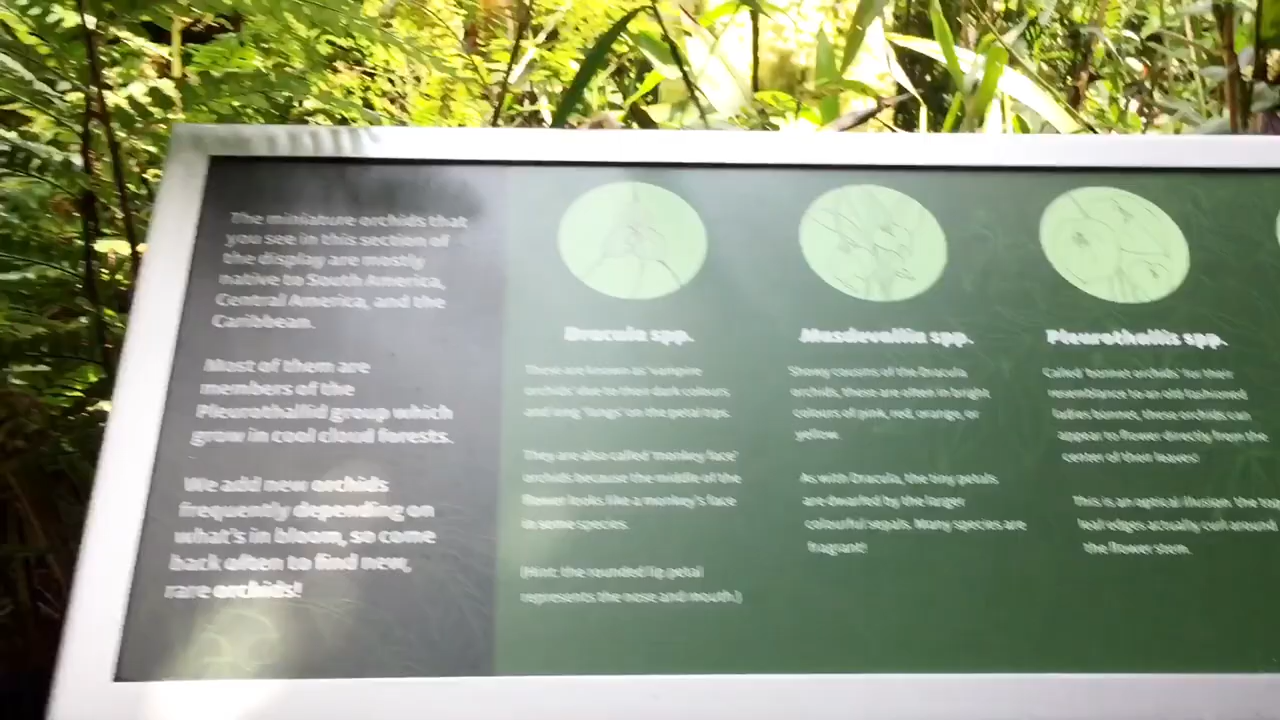 The miniature orchids that
you see in this section of
the display are mostly
native to South America,
Central America, and the
Caribbean.
Most of them are
members of the
Pleurothallid group which
grow in cool cloud forests.
We add new orchids
frequently depending on
what's in bloom, so come
back often to find new,
rare orchids!
Dracula spp.
These are known as 'vampire
orchids' due to their dark colours
and long 'fangs' on the petal tips.
They are also called 'monkey face'
orchids because the middle of the
flower looks like a monkey's face
in some species.
(Hint: the rounded lip petal
represents the nose and mouth.)
Masdevallia spp.
Showy cousins of the Dracula
orchids, these are often in bright
colours of pink, red, orange, or
yellow.
As with Dracula, the tiny petals
are dwarfed by the larger
colourful sepals. Many species are
fragrant!
Pleurothallis spp.
Called 'bonnet orchids' for their
resemblance to an old fashioned
ladies bonnet, these orchids can
appear to flower directly from the
center of their leaves!
This is an optical illusion, the
leaf edges actually curl around
the flower stem.